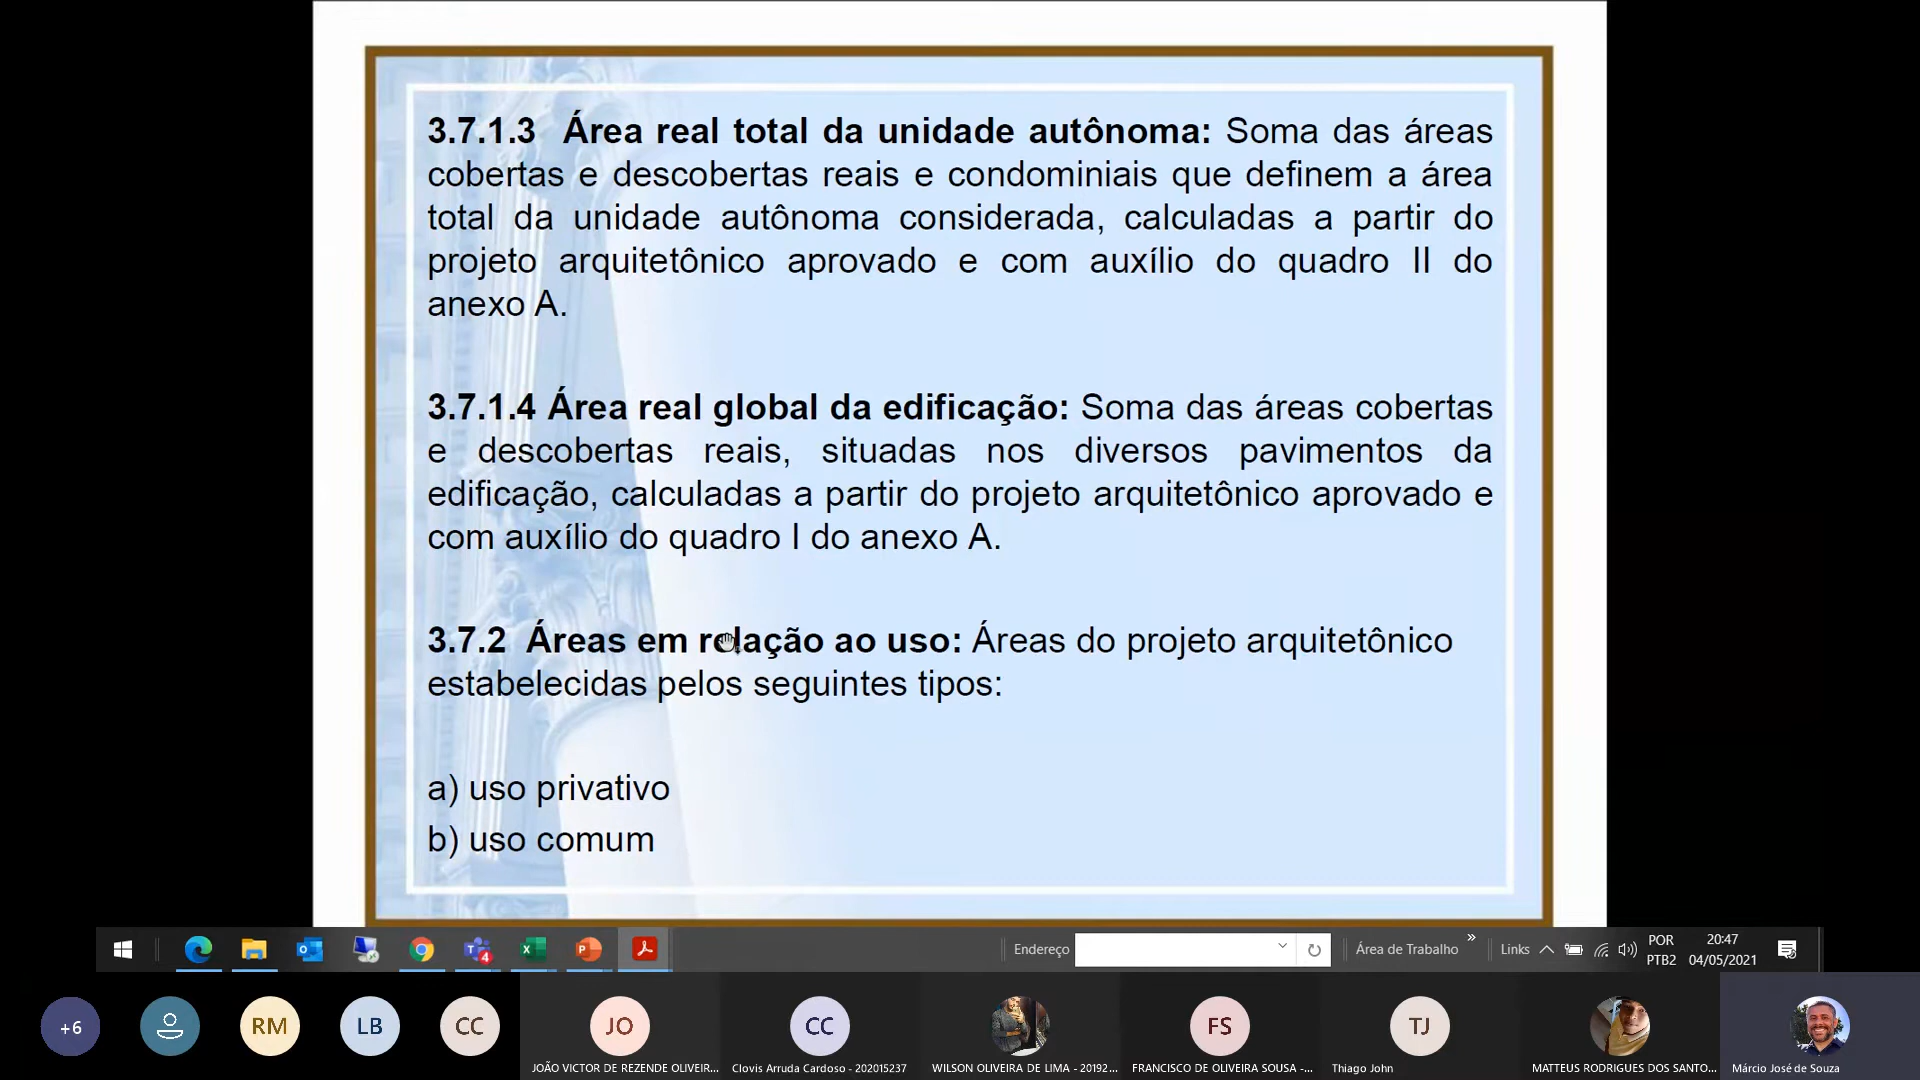 3.7.1.3 Área real total da unidade autônoma: Soma das áreas
cobertas e descobertas reais e condominiais que definem a área
total da unidade autônoma considerada, calculadas a partir do
projeto arquitetônico aprovado e com auxílio do quadro II do
anexo A.
3.7.1.4 Área real global da edificação: Soma das áreas cobertas
e descobertas reais, situadas nos diversos pavimentos da
edificação, calculadas a partir do projeto arquitetônico aprovado e
com auxílio do quadro I do anexo A.
3.7.2 Áreas em relação ao uso: Áreas do projeto arquitetônico
estabelecidas pelos seguintes tipos:
a) uso privativo
b) uso comum
4
Endereço
Área de Trabalho
»
Links
POR
PTB2
20:47
04/05/2021
+6
RM
LB
CC
JO
CC
FS
TJ
JOÃO VICTOR DE REZENDE OLIVEIR...
Clovis Arruda Cardoso - 202015237
WILSON OLIVEIRA DE LIMA - 20192...
FRANCISCO DE OLIVEIRA SOUSA -...
Thiago John
MATTEUS RODRIGUES DOS SANTO...
Márcio José de Souza